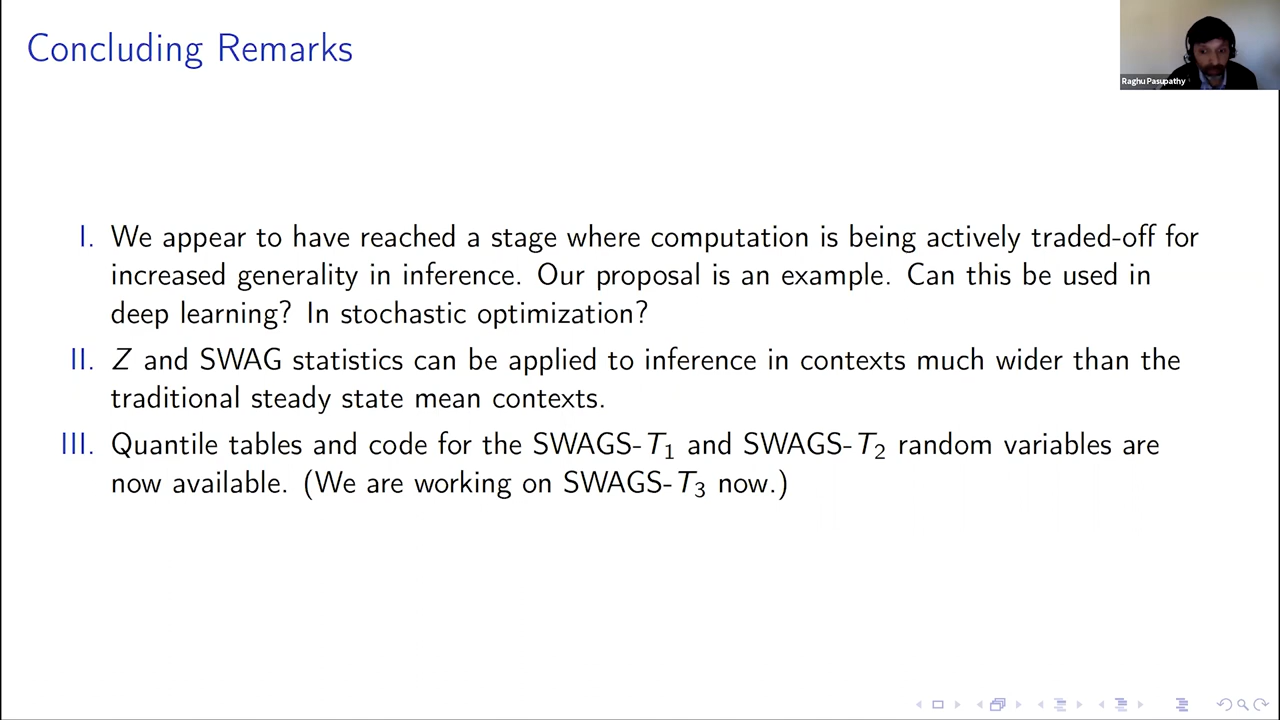 Concluding Remarks
Raghu Pasupathy
I. We appear to have reached a stage where computation is being actively traded-off for
increased generality in inference. Our proposal is an example. Can this be used in
deep learning? In stochastic optimization?
II. Z and SWAG statistics can be applied to inference in contexts much wider than the
traditional steady state mean contexts.
III. Quantile tables and code for the SWAGS-T₁ and SWAGS-T₂ random variables are
now available. (We are working on SWAGS-T₃ now.)